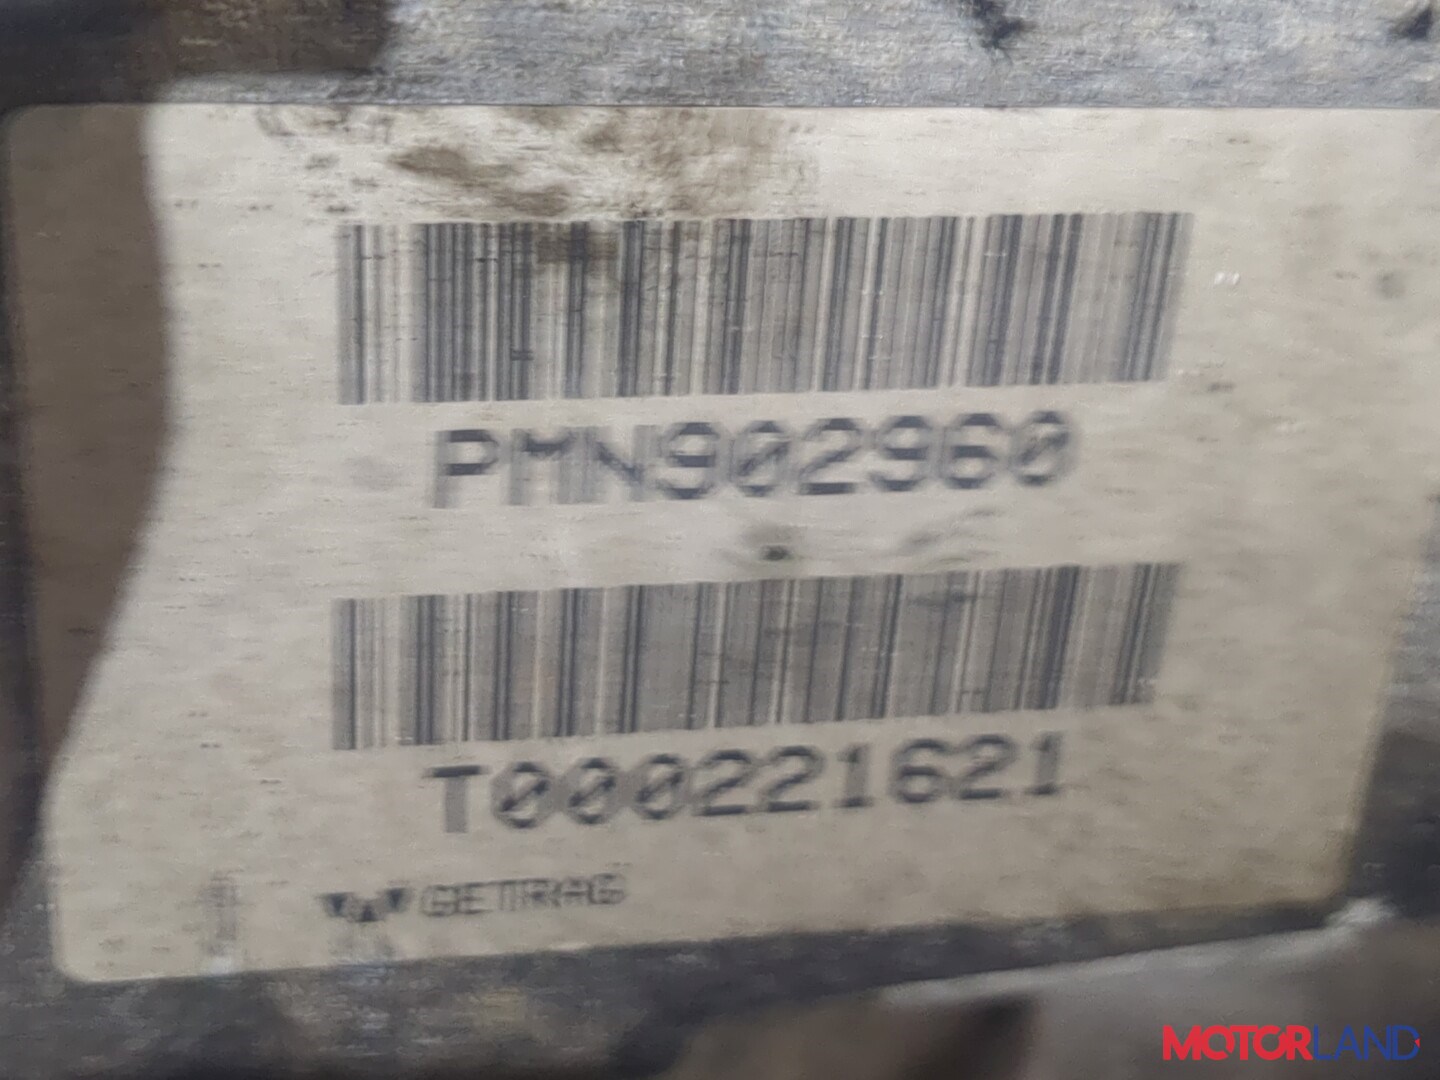 PMN902960
T000221621
GETRAG
MOTORLAND